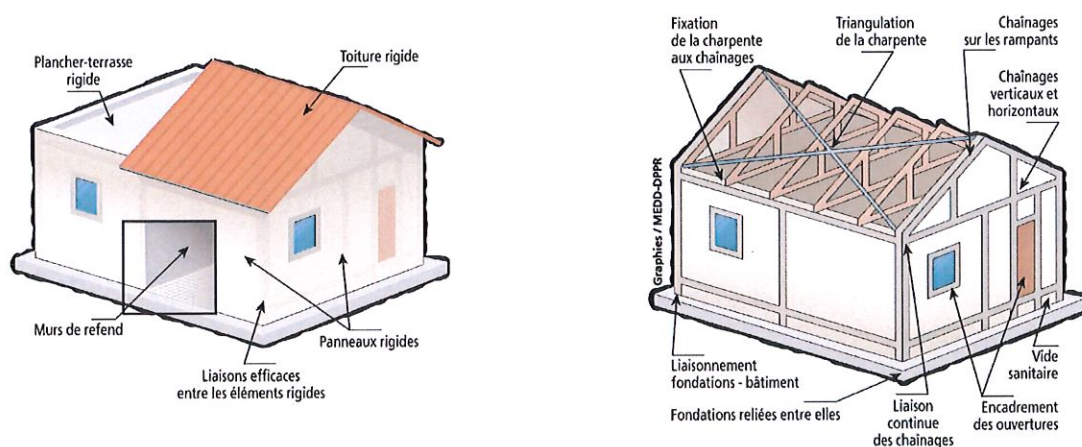 Plancher-terrasse
rigide
Toiture rigide
Murs de refend
Panneaux rigides
Liaisons efficaces
entre les éléments rigides
Fixation
de la charpente
aux chaînages
Triangulation
de la charpente
Chaînages
sur les rampants
Chaînages
verticaux et
horizontaux
Graphies / MEDD-DPPR
Liaisonnement
fondations - bâtiment
Fondations reliées entre elles
Liaison
continue
des chaînages
Encadrement
des ouvertures
Vide
sanitaire